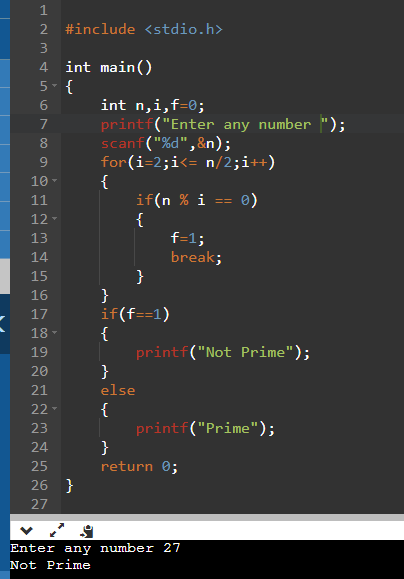 1
2 #include <stdio.h>
3
4 int main()
5 {
6 int n,i,f=0;
7 printf("Enter any number ");
8 scanf("%d",&n);
9 for(i=2;i<= n/2;i++)
10 {
11 if(n % i == 0)
12 {
13 f=1;
14 break;
15 }
16 }
17 if(f==1)
18 {
19 printf("Not Prime");
20 }
21 else
22 {
23 printf("Prime");
24 }
25 return 0;
26 }
27
Enter any number 27
Not Prime